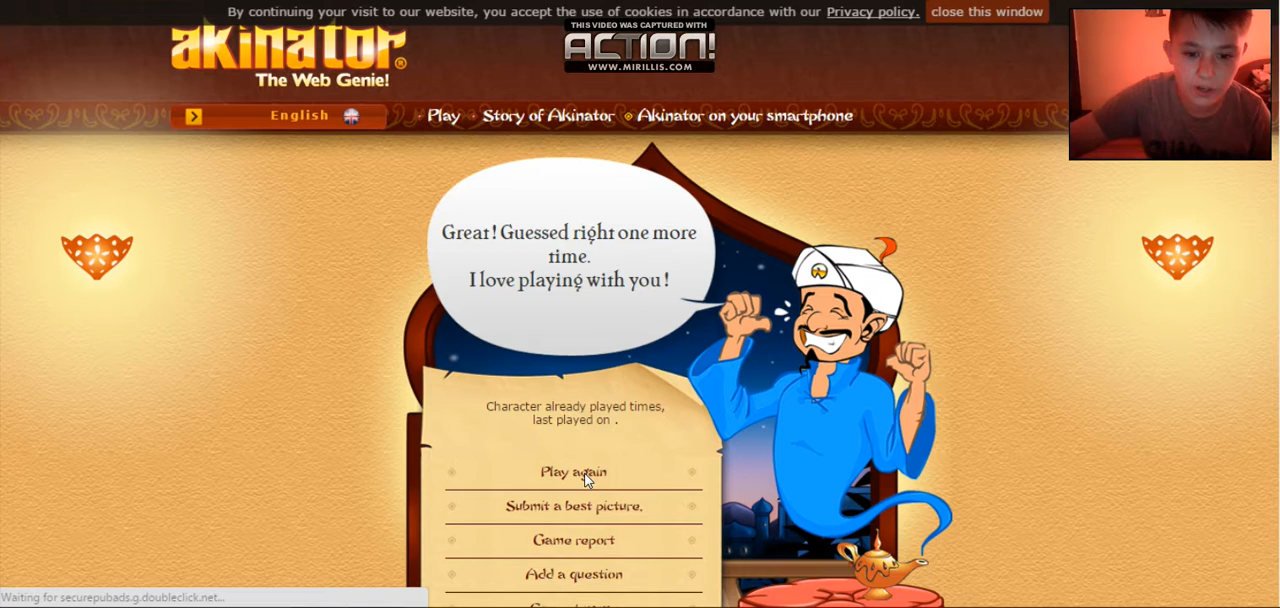 By continuing your visit to our website, you accept the use of cookies in accordance with our Privacy policy. close this window
THIS VIDEO WAS CAPTURED WITH
ACTION!
WWW.MIRILLIS.COM
akinator®
The Web Genie!
English
Play
Story of Akinator
Akinator on your smartphone
Great! Guessed right one more
time.
I love playing with you!
Character already played times,
last played on .
Play again
Submit a best picture.
Game report
Add a question
Waiting for securepubads.g.doubleclick.net...